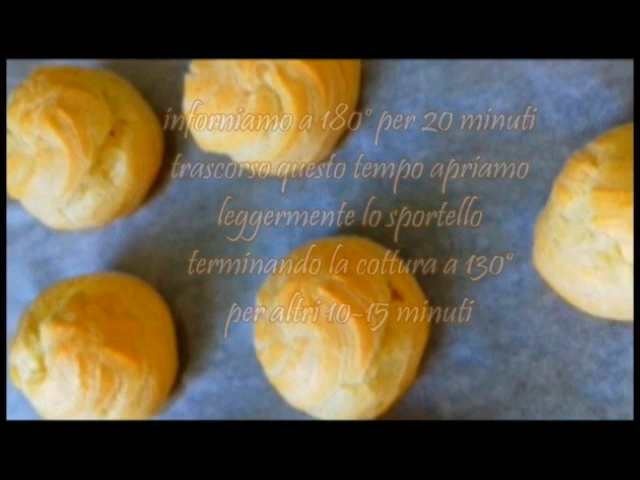 inforniamo a 180° per 20 minuti
trascorso questo tempo apriamo
leggermente lo sportello
terminando la cottura a 130°
per altri 10-15 minuti